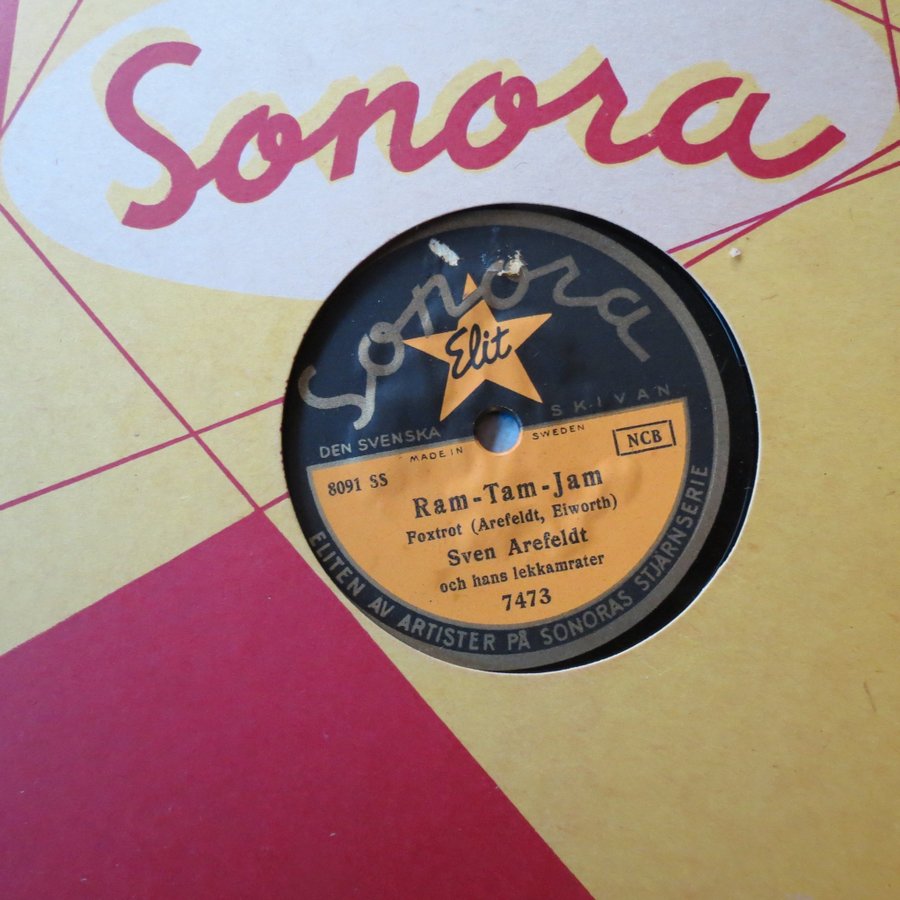 Sonora
Sonora
Elit
DEN SVENSKA SKIVAN
MADE IN SWEDEN
NCB
8091 SS
Ram-Tam-Jam
Foxtrot (Arefeldt, Eiworth)
Sven Arefeldt
och hans lekkamrater
7473
ELITEN AV ARTISTER PÅ SONORAS STJÄRNSERIE